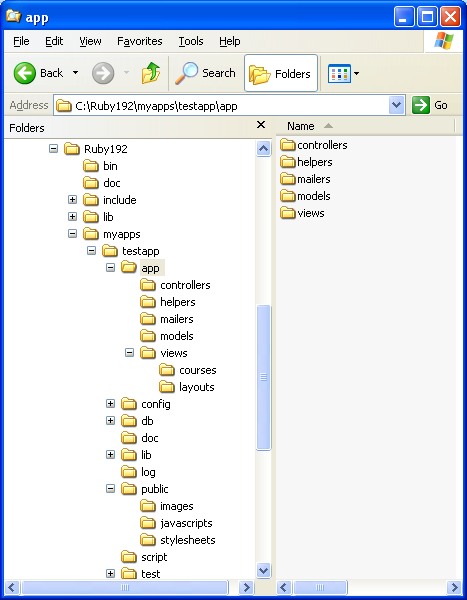 app
File Edit View Favorites Tools Help
Back Search Folders
Address C:\Ruby192\myapps\testapp\app Go
Folders
Ruby192
bin
doc
include
lib
myapps
testapp
app
controllers
helpers
mailers
models
views
courses
layouts
config
db
doc
lib
log
public
images
javascripts
stylesheets
script
test
Name
controllers
helpers
mailers
models
views